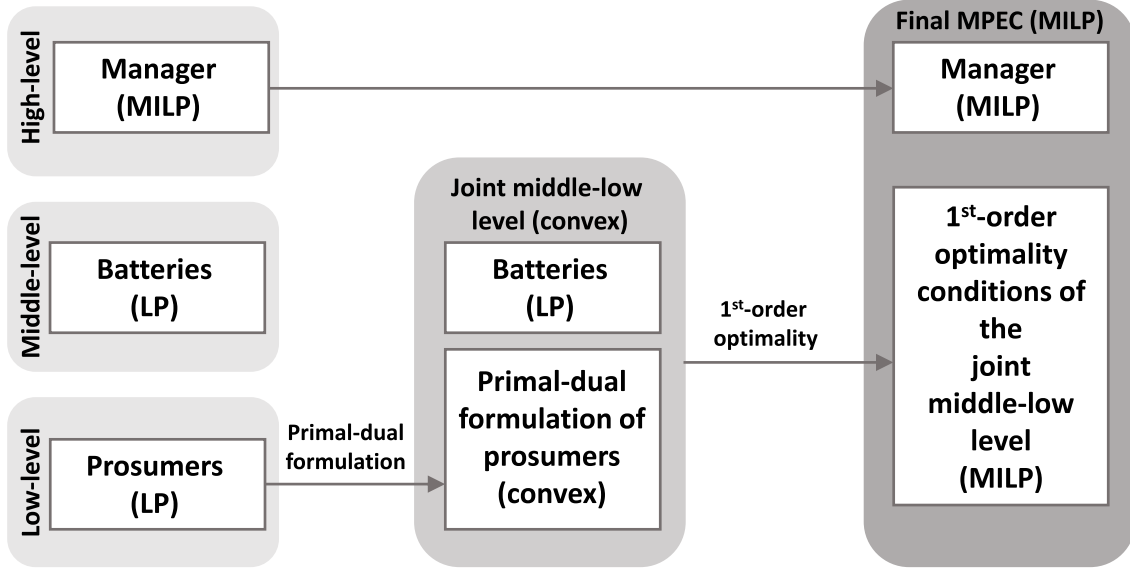 High-level
Manager
(MILP)
Middle-level
Batteries
(LP)
Low-level
Prosumers
(LP)
Primal-dual
formulation
Joint middle-low
level (convex)
Batteries
(LP)
Primal-dual
formulation of
prosumers
(convex)
1st-order
optimality
Final MPEC (MILP)
Manager
(MILP)
1st-order
optimality
conditions of
the
joint
middle-low
level
(MILP)